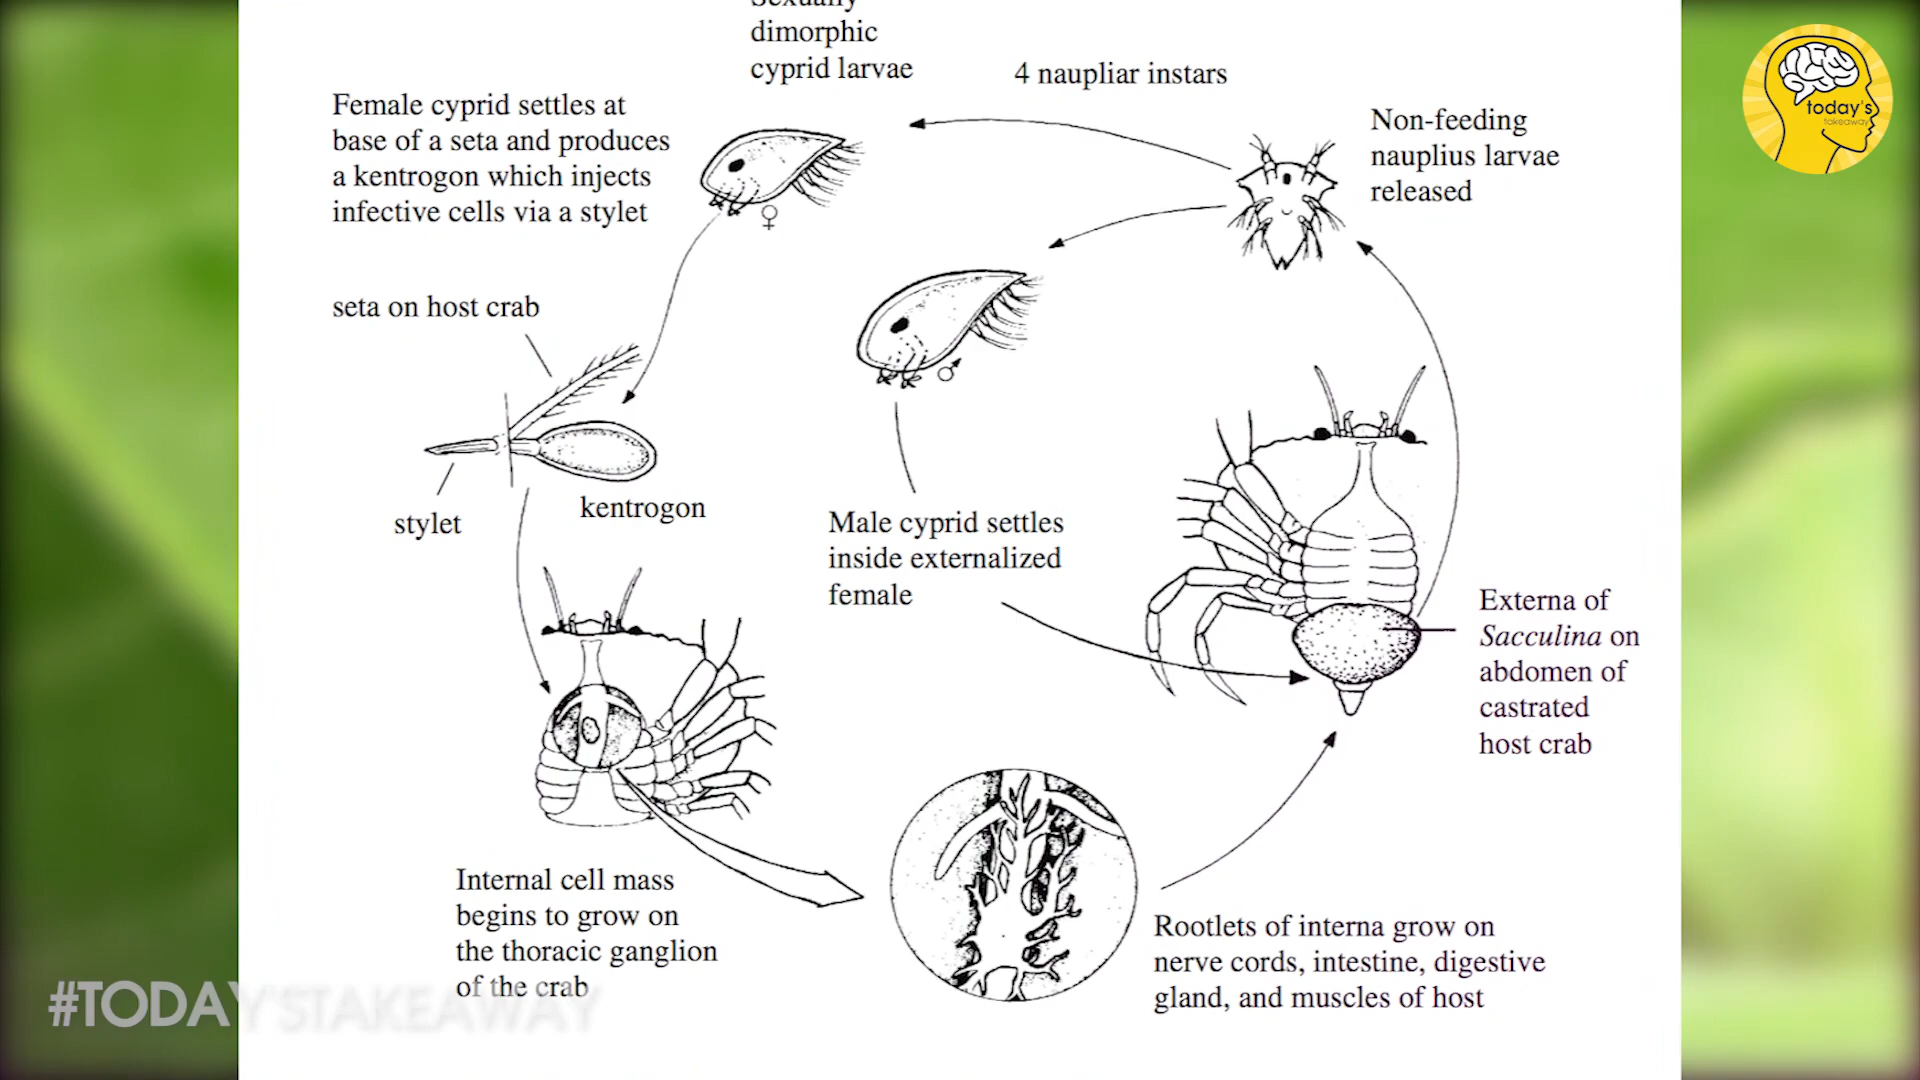 Sexually
dimorphic
cyprid larvae
4 naupliar instars
Female cyprid settles at
base of a seta and produces
a kentrogon which injects
infective cells via a stylet
Non-feeding
nauplius larvae
released
today's
takeaway
seta on host crab
stylet
kentrogon
Male cyprid settles
inside externalized
female
Externa of
Sacculina on
abdomen of
castrated
host crab
Internal cell mass
begins to grow on
the thoracic ganglion
of the crab
Rootlets of interna grow on
nerve cords, intestine, digestive
gland, and muscles of host
#TODAY'STAKEAWAY